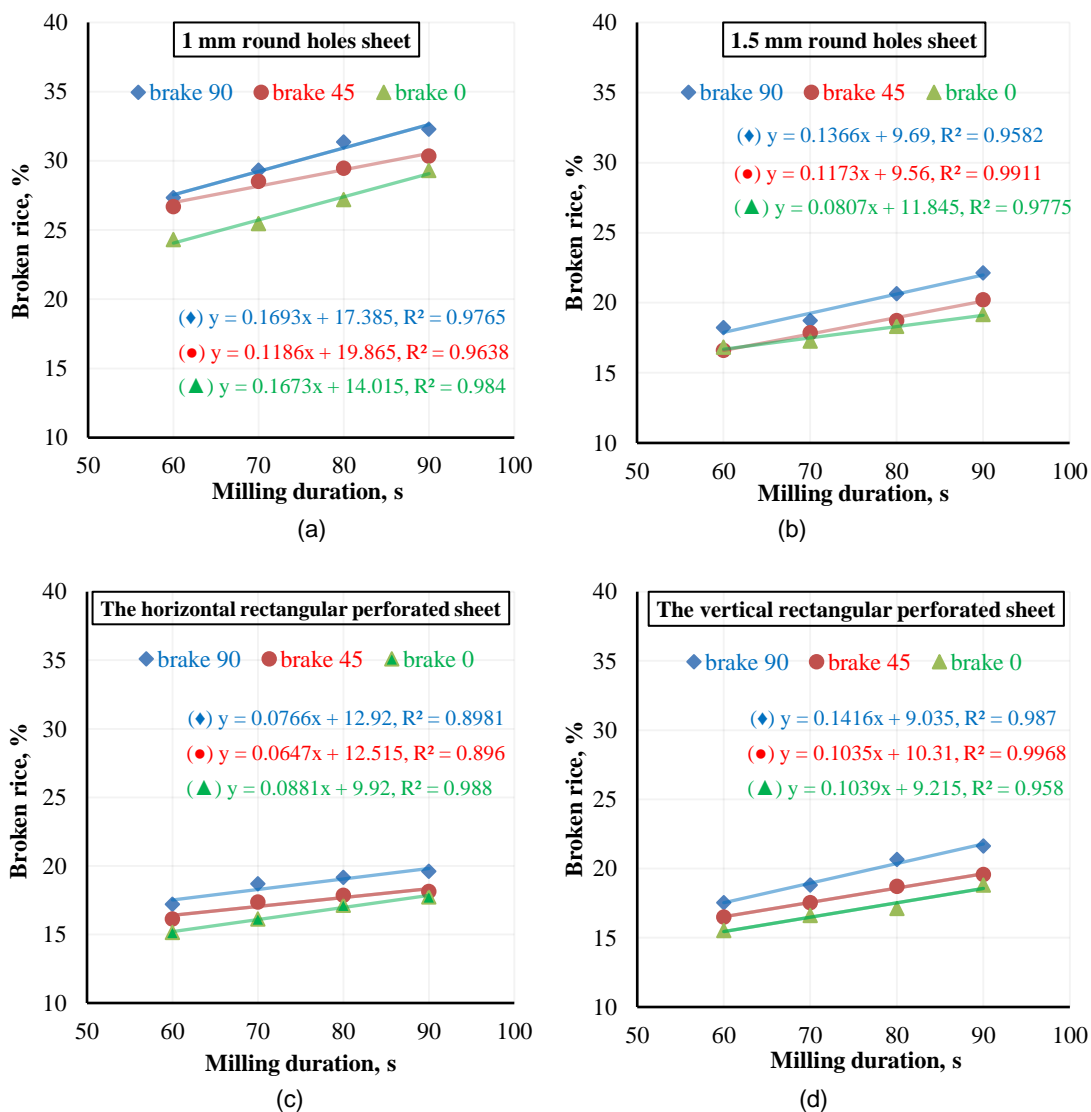 1 mm round holes sheet
brake 90 brake 45 brake 0
(♦) y = 0.1693x + 17.385, R² = 0.9765
(●) y = 0.1186x + 19.865, R² = 0.9638
(▲) y = 0.1673x + 14.015, R² = 0.984
Broken rice, %
40
35
30
25
20
15
10
50 60 70 80 90 100
Milling duration, s
(a)
1.5 mm round holes sheet
brake 90 brake 45 brake 0
(♦) y = 0.1366x + 9.69, R² = 0.9582
(●) y = 0.1173x + 9.56, R² = 0.9911
(▲) y = 0.0807x + 11.845, R² = 0.9775
Broken rice, %
40
35
30
25
20
15
10
50 60 70 80 90 100
Milling duration, s
(b)
The horizontal rectangular perforated sheet
brake 90 brake 45 brake 0
(♦) y = 0.0766x + 12.92, R² = 0.8981
(●) y = 0.0647x + 12.515, R² = 0.896
(▲) y = 0.0881x + 9.92, R² = 0.988
Broken rice, %
40
35
30
25
20
15
10
50 60 70 80 90 100
Milling duration, s
(c)
The vertical rectangular perforated sheet
brake 90 brake 45 brake 0
(♦) y = 0.1416x + 9.035, R² = 0.987
(●) y = 0.1035x + 10.31, R² = 0.9968
(▲) y = 0.1039x + 9.215, R² = 0.958
Broken rice, %
40
35
30
25
20
15
10
50 60 70 80 90 100
Milling duration, s
(d)